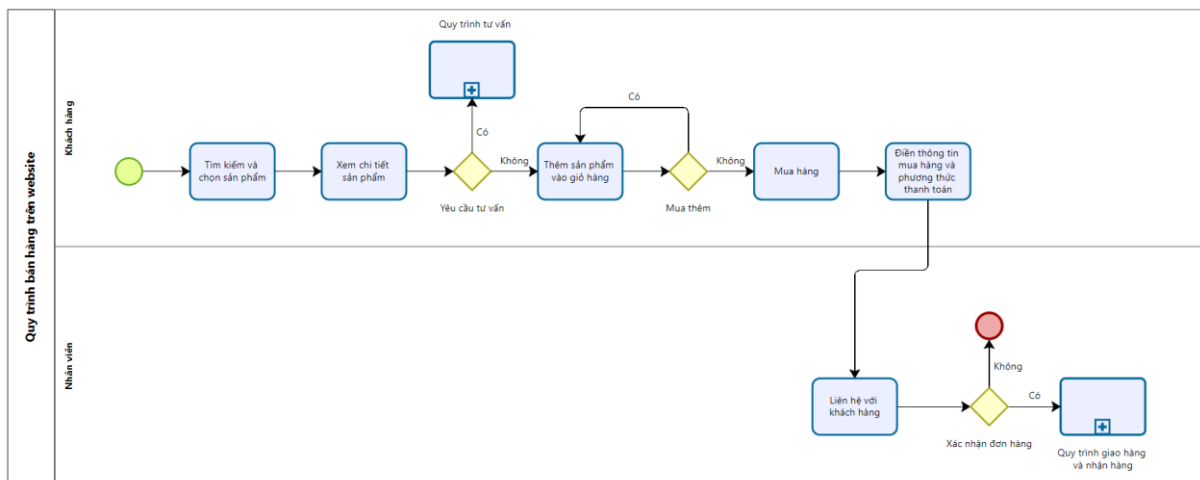 Quy trình bán hàng trên website
Khách hàng
Quy trình tư vấn
Có
Có
Tìm kiếm và
chọn sản phẩm
Xem chi tiết
sản phẩm
Không
Yêu cầu tư vấn
Thêm sản phẩm
vào giỏ hàng
Không
Mua thêm
Mua hàng
Điền thông tin
mua hàng và
phương thức
thanh toán
Nhân viên
Liên hệ với
khách hàng
Không
Có
Xác nhận đơn hàng
Quy trình giao hàng
và nhận hàng